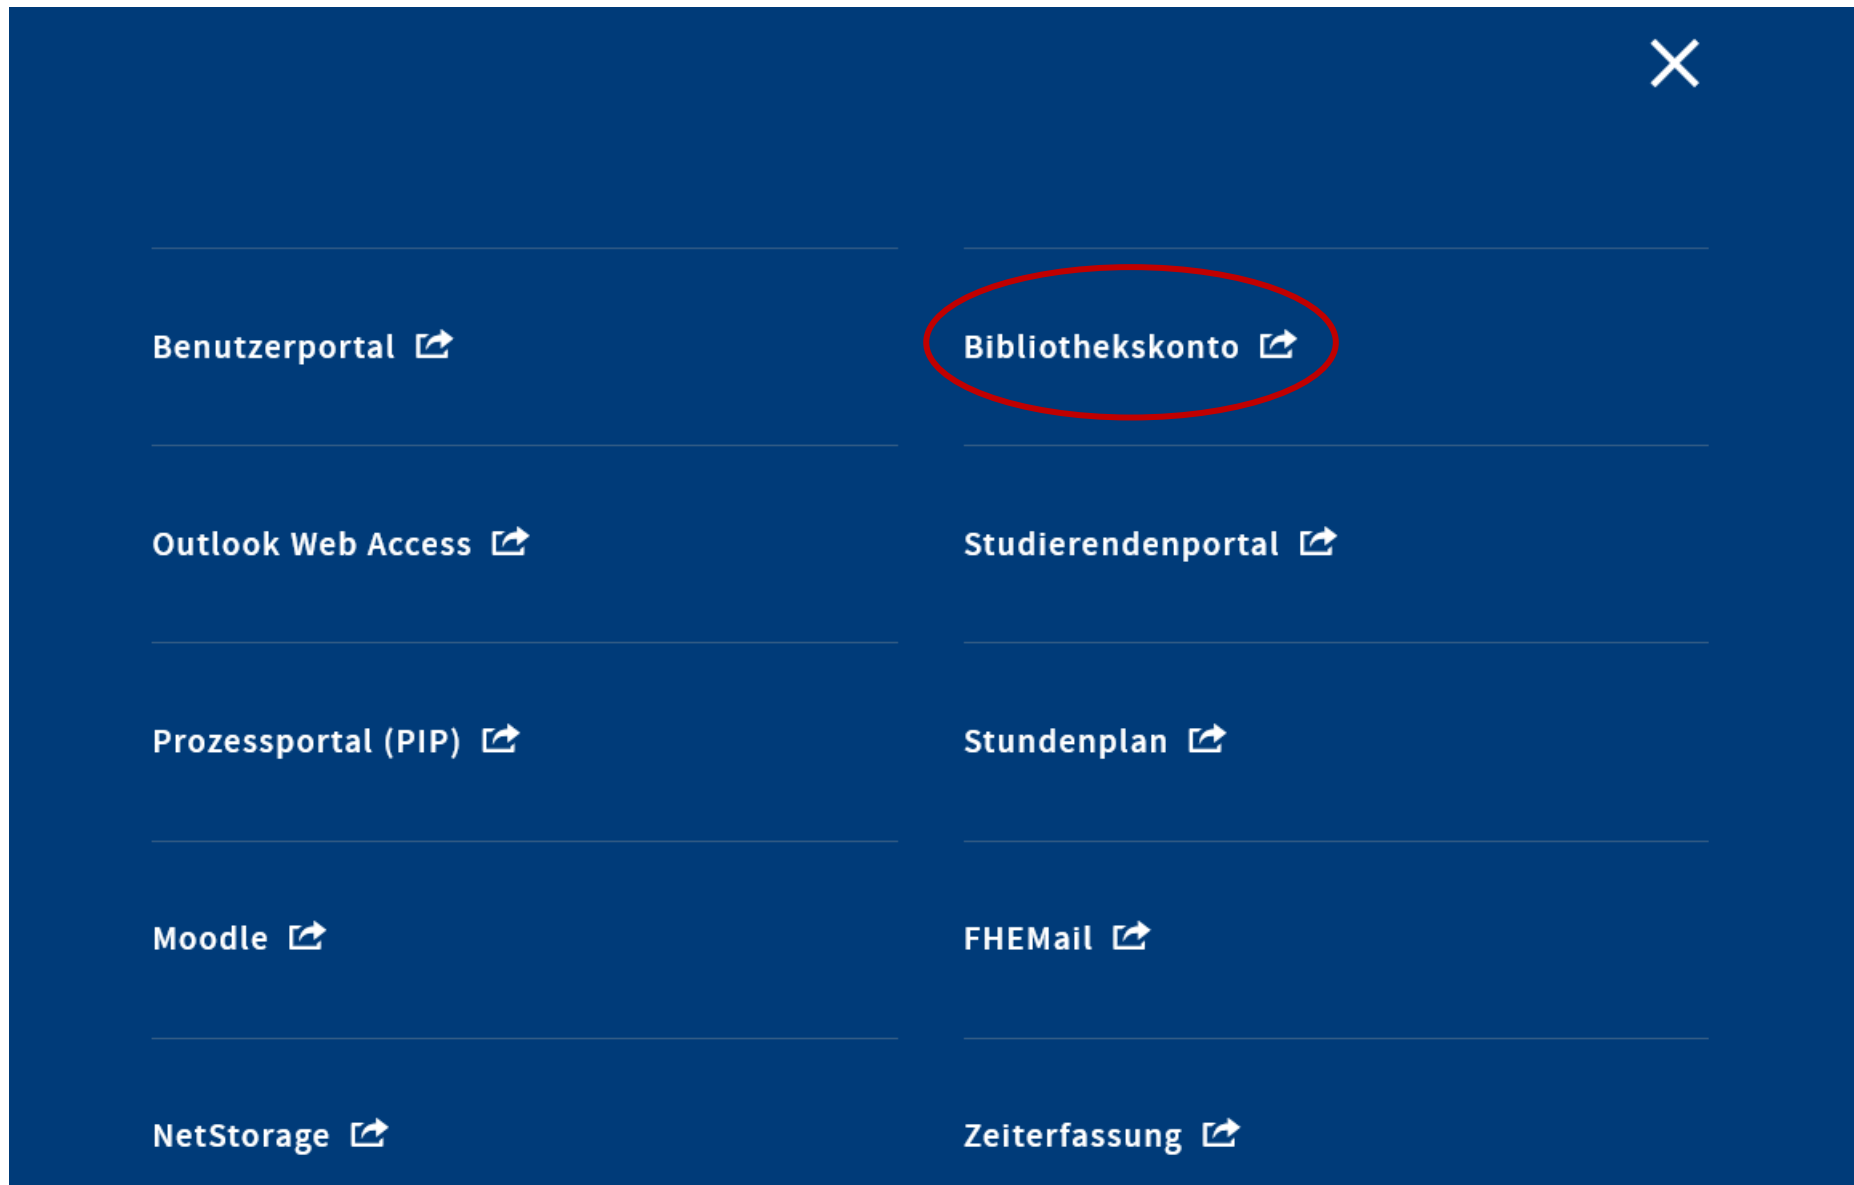 Benutzerportal
Bibliothekskonto
Outlook Web Access
Studierendenportal
Prozessportal (PIP)
Stundenplan
Moodle
FHEMail
NetStorage
Zeiterfassung